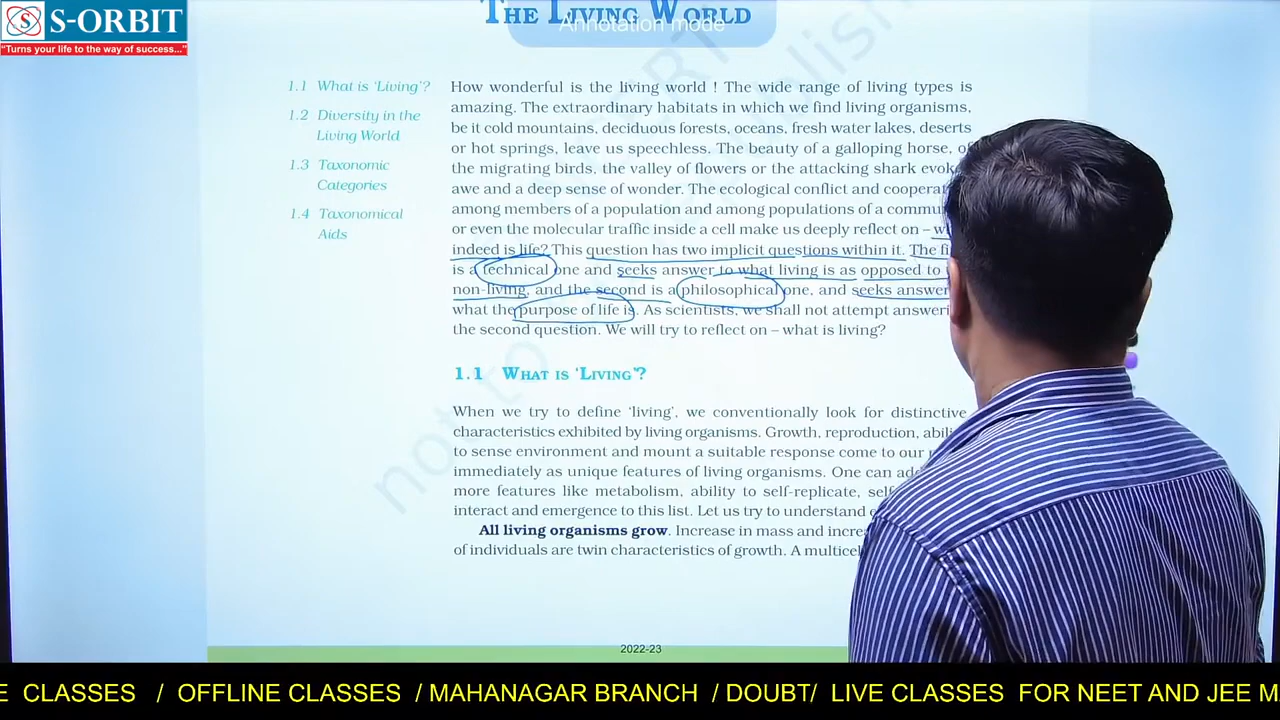 S-ORBIT
"Turns your life to the way of success..."
THE LIVING WORLD
Annotation mode
1.1 What is ‘Living’?
1.2 Diversity in the
Living World
1.3 Taxonomic
Categories
1.4 Taxonomical
Aids
How wonderful is the living world ! The wide range of living types is
amazing. The extraordinary habitats in which we find living organisms,
be it cold mountains, deciduous forests, oceans, fresh water lakes, deserts
or hot springs, leave us speechless. The beauty of a galloping horse,
the migrating birds, the valley of flowers or the attacking shark
awe and a deep sense of wonder. The ecological conflict and
among members of a population and among populations of a
or even the molecular traffic inside a cell make us deeply reflect on –
indeed is life? This question has two implicit questions within it. The
is a technical one and seeks answer to what living is as opposed to
non-living, and the second is a philosophical one, and seeks answer
what the purpose of life is. As scientists, we shall not attempt
the second question. We will try to reflect on – what is living?
1.1 WHAT IS ‘LIVING’?
When we try to define ‘living’, we conventionally look for distinctive
characteristics exhibited by living organisms. Growth, reproduction,
to sense environment and mount a suitable response come to our
immediately as unique features of living organisms. One can
more features like metabolism, ability to self-replicate,
interact and emergence to this list. Let us try to understand
All living organisms grow. Increase in mass and
of individuals are twin characteristics of growth. A
2022-23
CLASSES / OFFLINE CLASSES / MAHANAGAR BRANCH / DOUBT/ LIVE CLASSES FOR NEET AND JEE